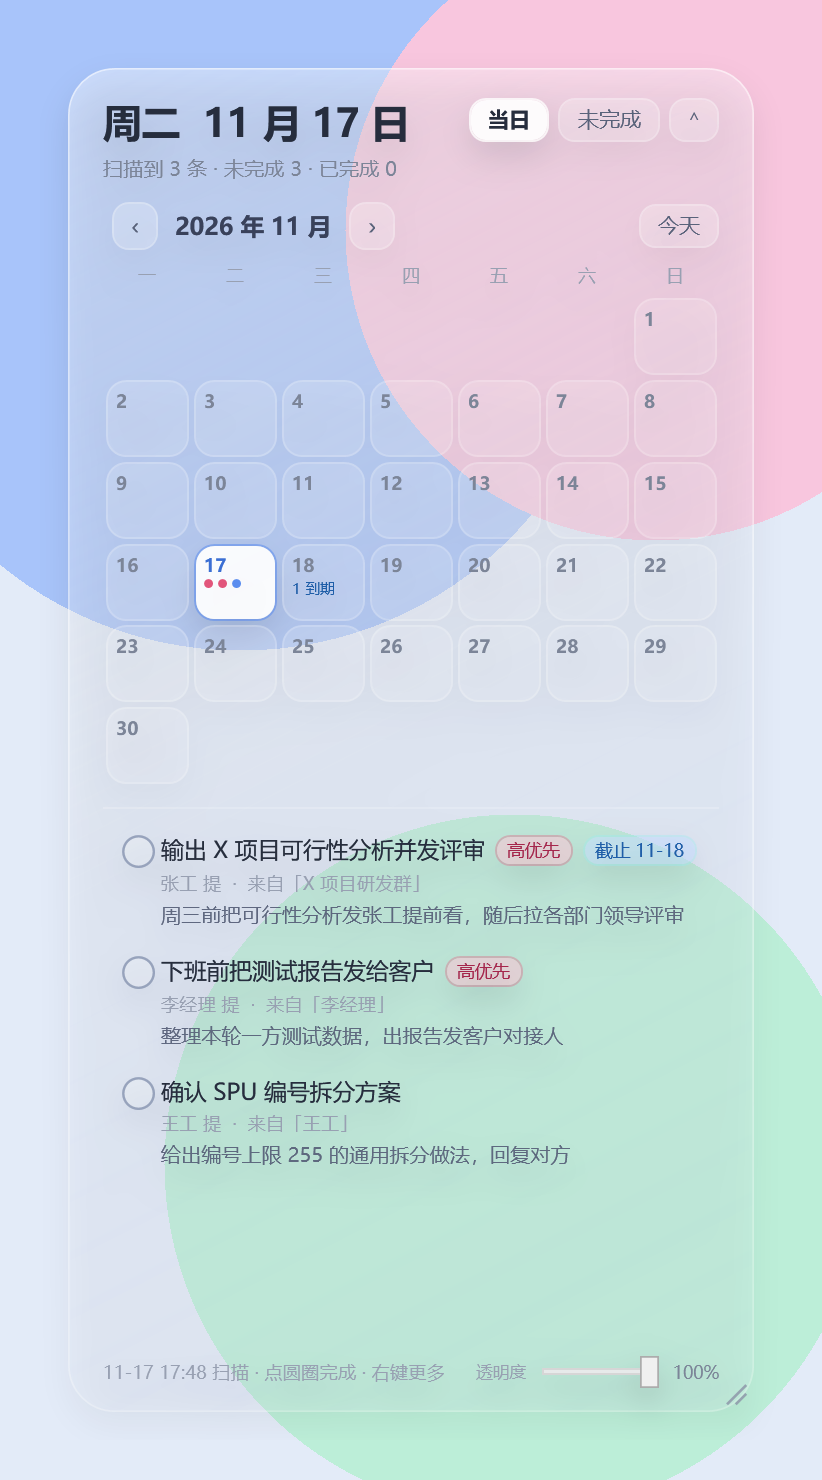 周二 11 月 17 日 当日 未完成 ^
扫描到 3 条 · 未完成 3 · 已完成 0
‹ 2026 年 11 月 › 今天
一 二 三 四 五 六 日
1
2 3 4 5 6 7 8
9 10 11 12 13 14 15
16 17 18 19 20 21 22
1 到期
23 24 25 26 27 28 29
30
输出 X 项目可行性分析并发评审 高优先 截止 11-18
张工 提 · 来自「X 项目研发群」
周三前把可行性分析发张工提前看，随后拉各部门领导评审
下班前把测试报告发给客户 高优先
李经理 提 · 来自「李经理」
整理本轮一方测试数据，出报告发客户对接人
确认 SPU 编号拆分方案
王工 提 · 来自「王工」
给出编号上限 255 的通用拆分做法，回复对方
11-17 17:48 扫描 · 点圆圈完成 · 右键更多 透明度 100%